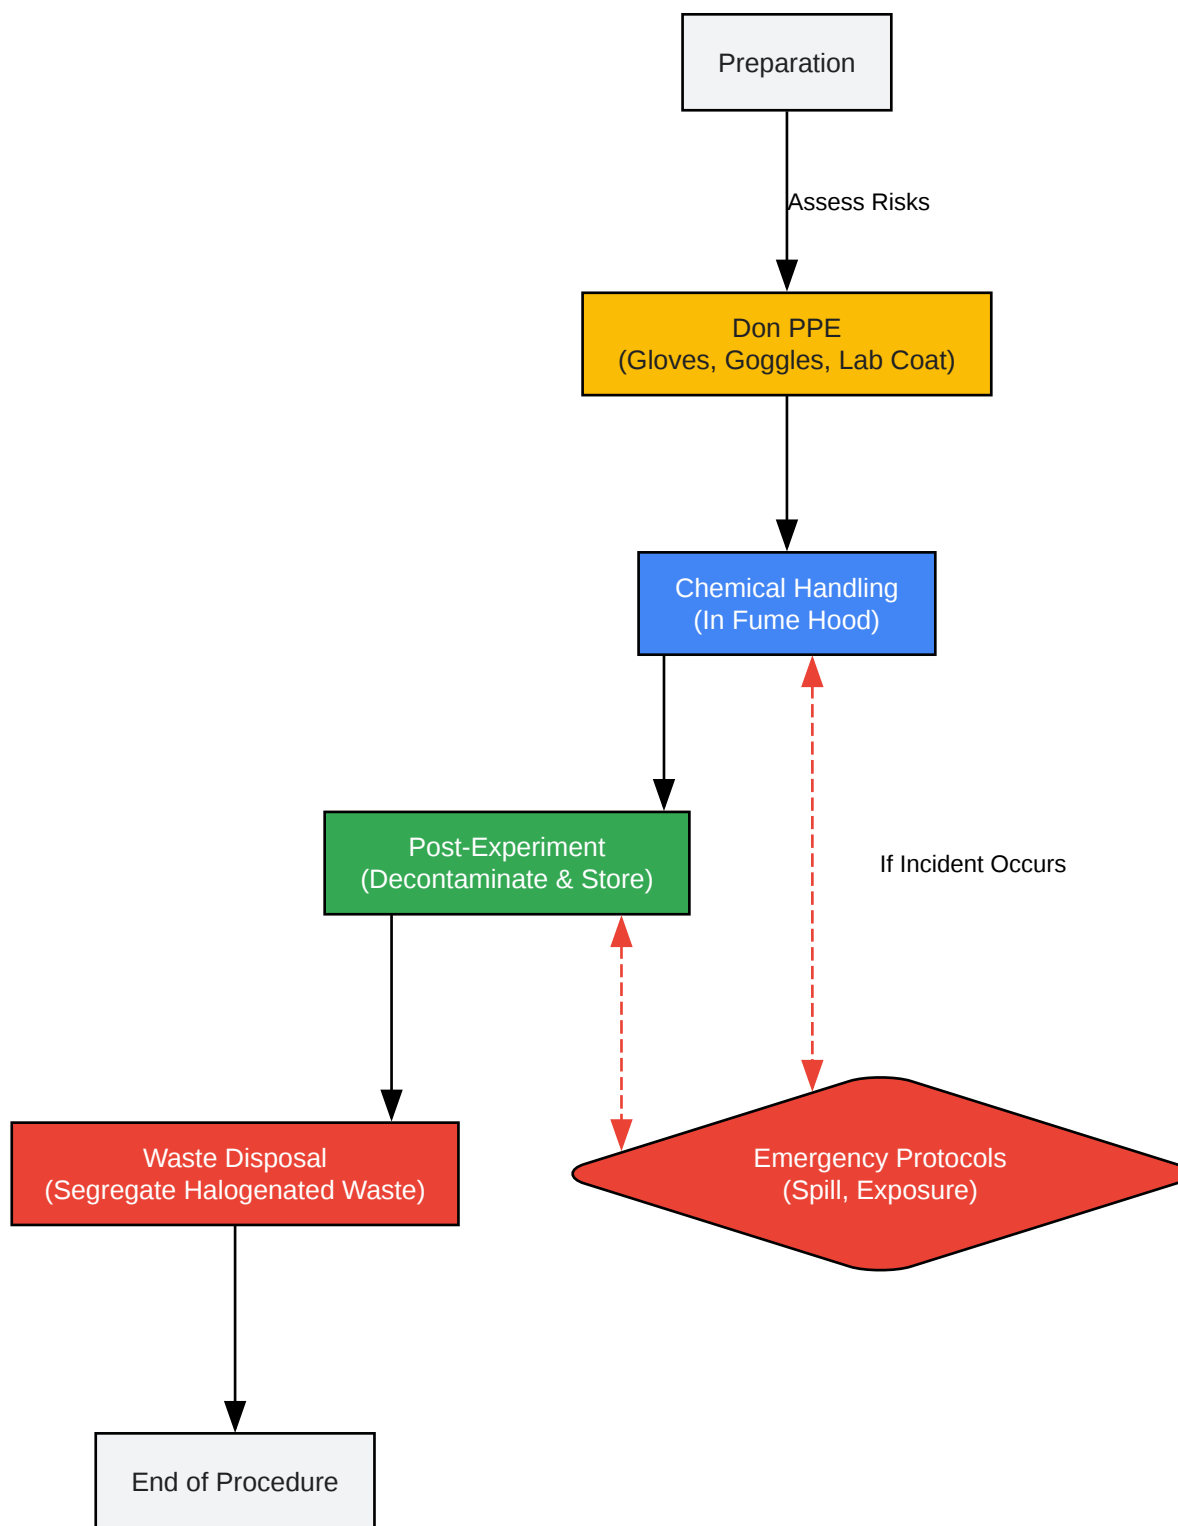 Preparation
Assess Risks
Don PPE
(Gloves, Goggles, Lab Coat)
Chemical Handling
(In Fume Hood)
Post-Experiment
(Decontaminate & Store)
If Incident Occurs
Waste Disposal
(Segregate Halogenated Waste)
Emergency Protocols
(Spill, Exposure)
End of Procedure